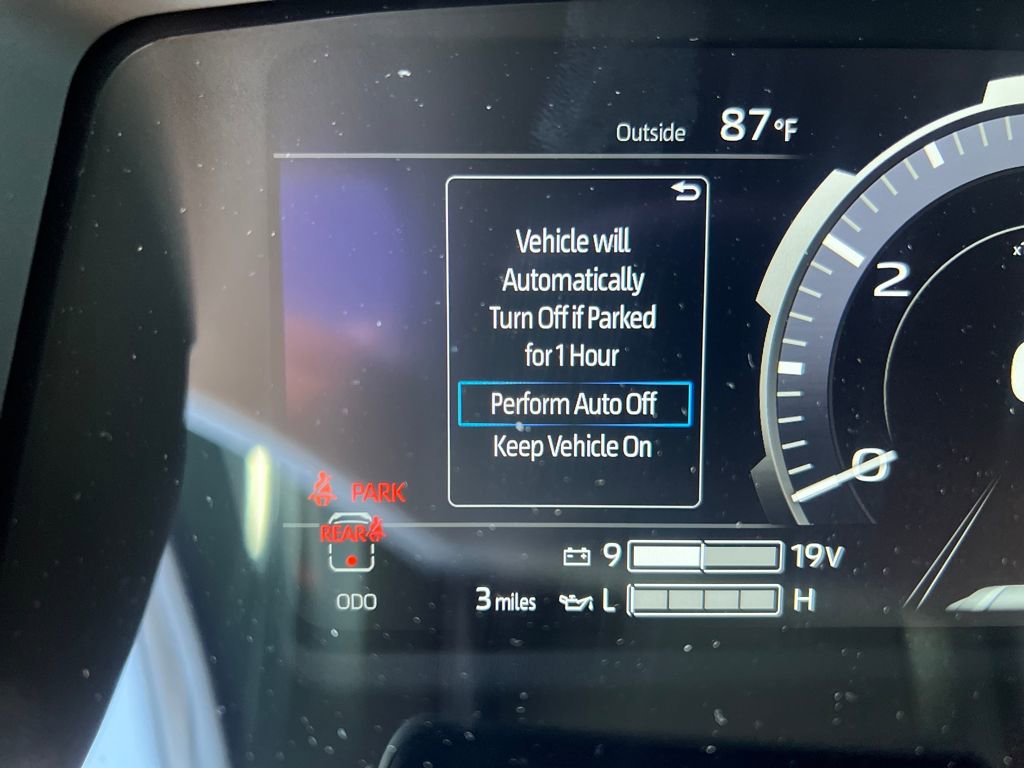 Outside 87°F
Vehicle will
Automatically
Turn Off if Parked
for 1 Hour
Perform Auto Off
Keep Vehicle On
2
0
PARK
REAR
9 19V
ODO 3 miles L H